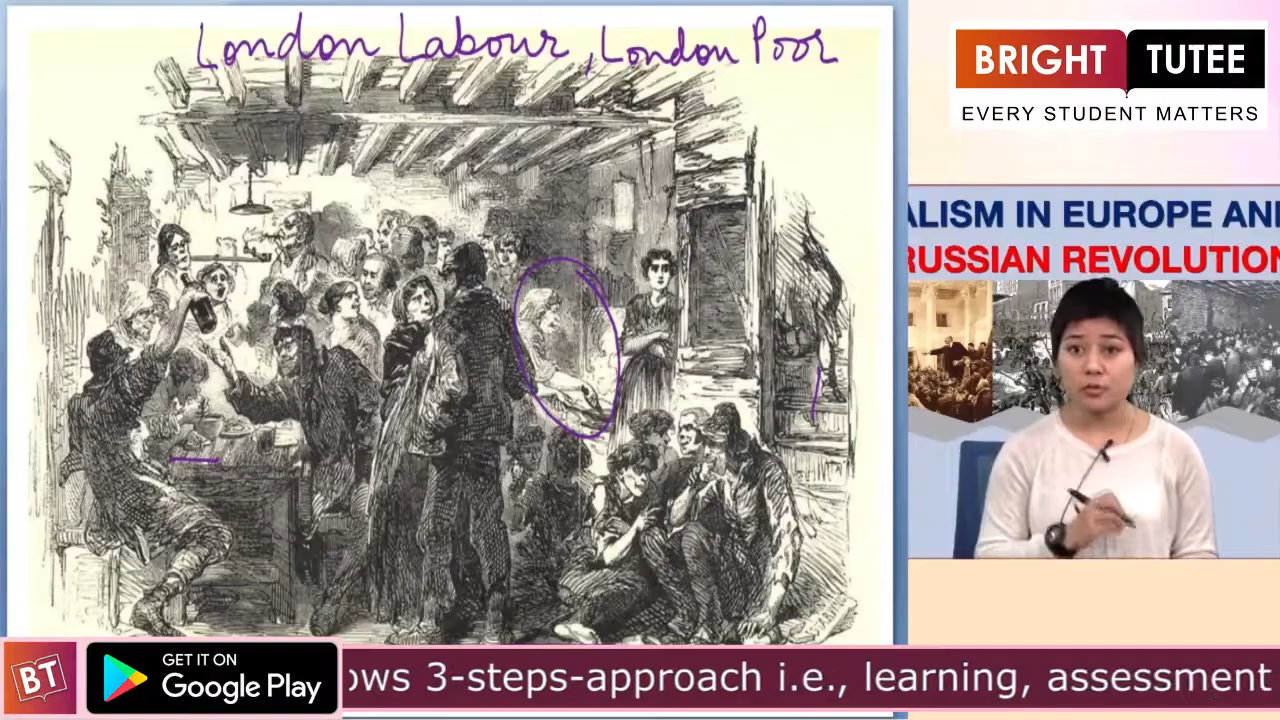 London Labour, London Poor
BRIGHT TUTEE
EVERY STUDENT MATTERS
ALISM IN EUROPE AN
RUSSIAN REVOLUTION
BT
GET IT ON
Google Play
ows 3-steps-approach i.e., learning, assessment